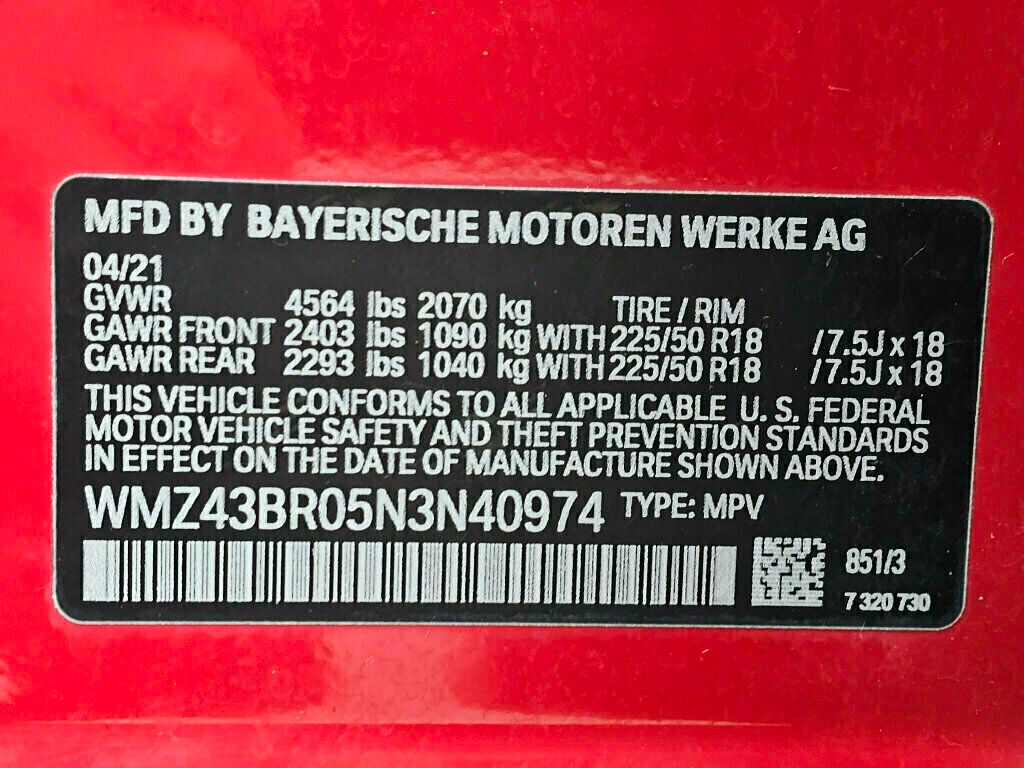 MFD BY BAYERISCHE MOTOREN WERKE AG
04/21
GVWR 4564 lbs 2070 kg TIRE / RIM
GAWR FRONT 2403 lbs 1090 kg WITH 225/50 R18 /7.5J x 18
GAWR REAR 2293 lbs 1040 kg WITH 225/50 R18 /7.5J x 18
THIS VEHICLE CONFORMS TO ALL APPLICABLE U. S. FEDERAL
MOTOR VEHICLE SAFETY AND THEFT PREVENTION STANDARDS
IN EFFECT ON THE DATE OF MANUFACTURE SHOWN ABOVE.
WMZ43BR05N3N40974 TYPE: MPV
851/3
7 320 730